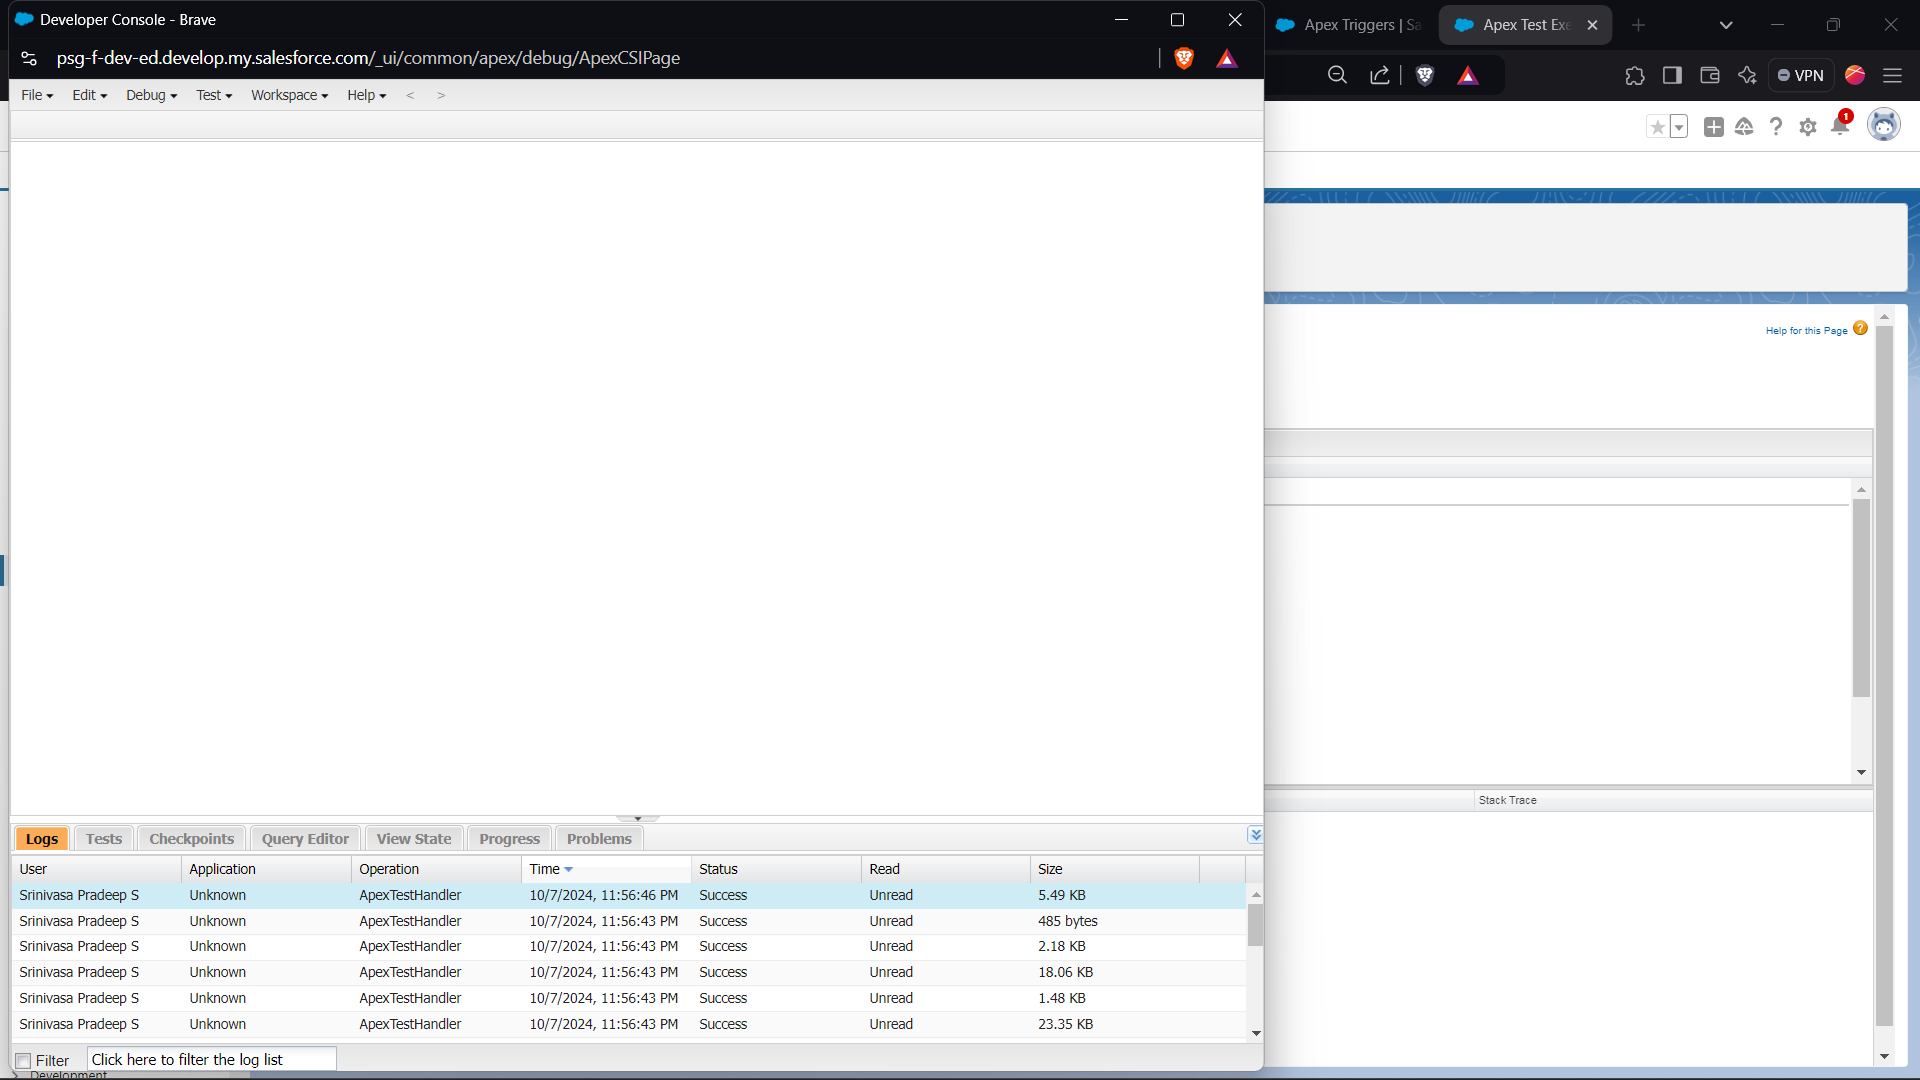 Developer Console - Brave
psg-f-dev-ed.develop.my.salesforce.com/_ui/common/apex/debug/ApexCSIPage
File Edit Debug Test Workspace Help < >
Apex Triggers | Sa
Apex Test Exe
VPN
1
Help for this Page
?
Stack Trace
Logs Tests Checkpoints Query Editor View State Progress Problems
User Application Operation Time Status Read Size
Srinivasa Pradeep S Unknown ApexTestHandler 10/7/2024, 11:56:46 PM Success Unread 5.49 KB
Srinivasa Pradeep S Unknown ApexTestHandler 10/7/2024, 11:56:43 PM Success Unread 485 bytes
Srinivasa Pradeep S Unknown ApexTestHandler 10/7/2024, 11:56:43 PM Success Unread 2.18 KB
Srinivasa Pradeep S Unknown ApexTestHandler 10/7/2024, 11:56:43 PM Success Unread 18.06 KB
Srinivasa Pradeep S Unknown ApexTestHandler 10/7/2024, 11:56:43 PM Success Unread 1.48 KB
Srinivasa Pradeep S Unknown ApexTestHandler 10/7/2024, 11:56:43 PM Success Unread 23.35 KB
Filter Click here to filter the log list
Development